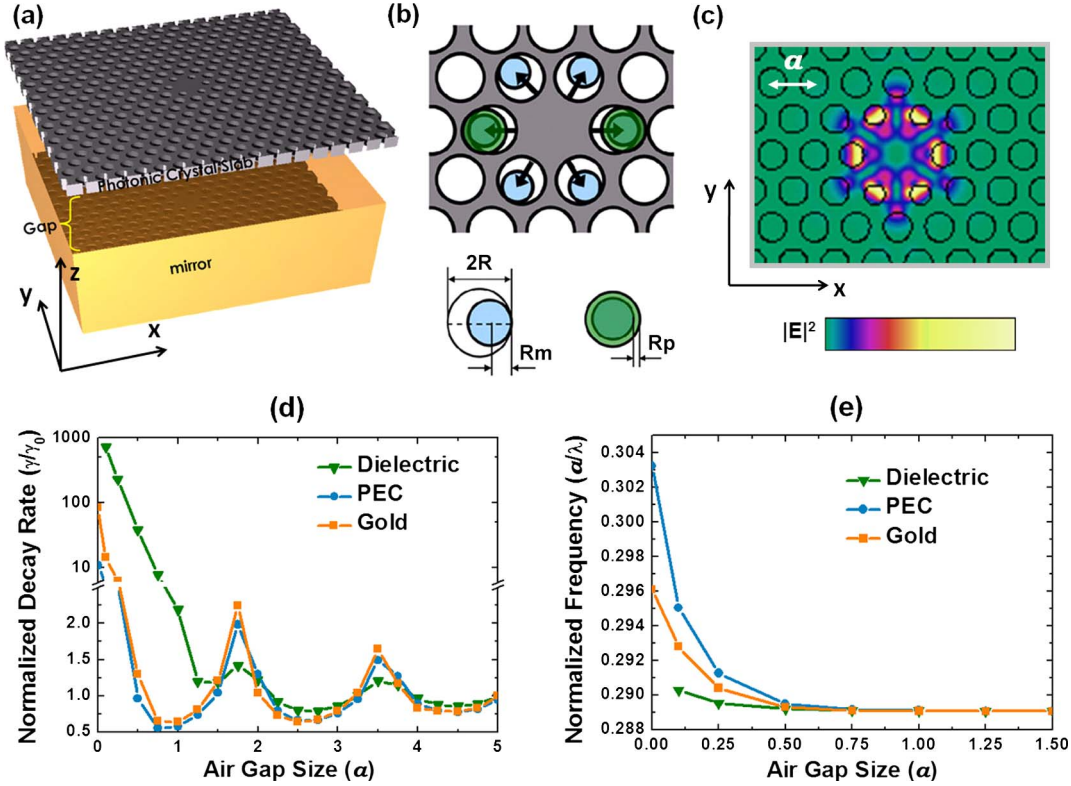 (a)
Photonic Crystal Slab
Gap
mirror
z
y
x
(b)
2R
Rm
Rp
(c)
a
y
x
|E|²
(d)
Normalized Decay Rate (γ/γ₀)
1000
100
10
2.0
1.5
1.0
0.5
Dielectric
PEC
Gold
0 1 2 3 4 5
Air Gap Size (a)
(e)
Normalized Frequency (a/λ)
0.304
0.302
0.300
0.298
0.296
0.294
0.292
0.290
0.288
Dielectric
PEC
Gold
0.00 0.25 0.50 0.75 1.00 1.25 1.50
Air Gap Size (a)